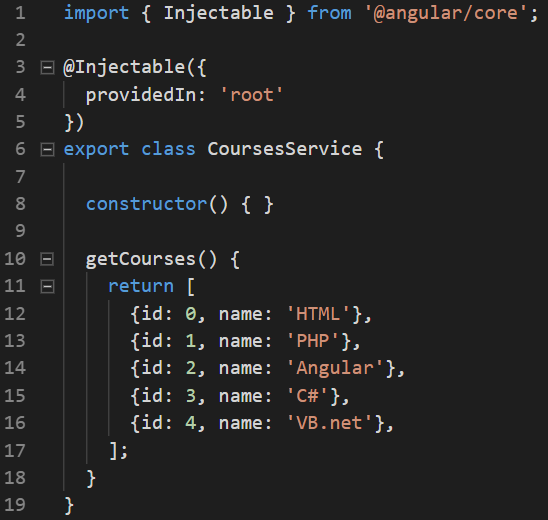 1 import { Injectable } from '@angular/core';
2
3 @Injectable({
4   providedIn: 'root'
5 })
6 export class CoursesService {
7
8   constructor() { }
9
10   getCourses() {
11     return [
12       {id: 0, name: 'HTML'},
13       {id: 1, name: 'PHP'},
14       {id: 2, name: 'Angular'},
15       {id: 3, name: 'C#'},
16       {id: 4, name: 'VB.net'},
17     ];
18   }
19 }